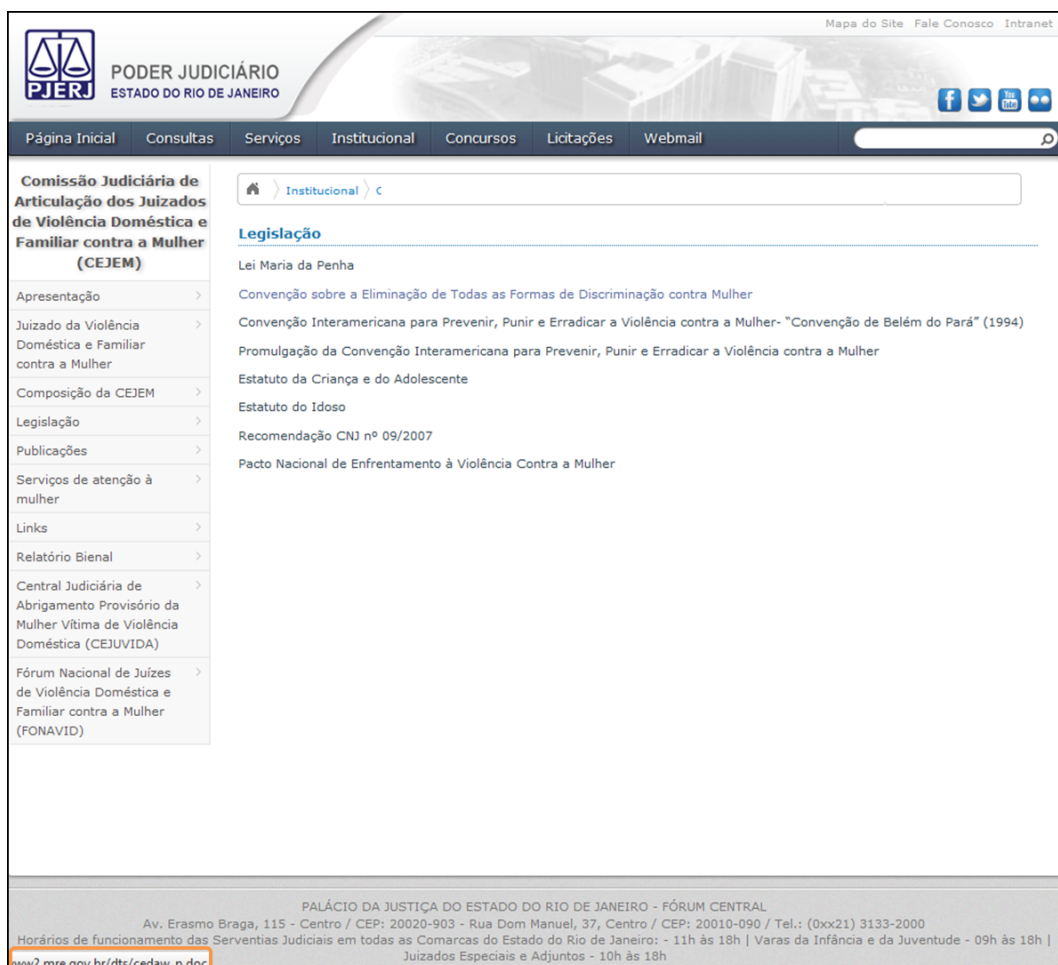 Mapa do Site Fale Conosco Intranet
PJERJ
PODER JUDICIÁRIO
ESTADO DO RIO DE JANEIRO
f
You Tube
Página Inicial Consultas Serviços Institucional Concursos Licitações Webmail
Comissão Judiciária de
Articulação dos Juizados
de Violência Doméstica e
Familiar contra a Mulher
(CEJEM)
Apresentação
Juizado da Violência
Doméstica e Familiar
contra a Mulher
Composição da CEJEM
Legislação
Publicações
Serviços de atenção à
mulher
Links
Relatório Bienal
Central Judiciária de
Abrigamento Provisório da
Mulher Vítima de Violência
Doméstica (CEJUVIDA)
Fórum Nacional de Juízes
de Violência Doméstica e
Familiar contra a Mulher
(FONAVID)
Institucional
Legislação
Lei Maria da Penha
Convenção sobre a Eliminação de Todas as Formas de Discriminação contra Mulher
Convenção Interamericana para Prevenir, Punir e Erradicar a Violência contra a Mulher- “Convenção de Belém do Pará” (1994)
Promulgação da Convenção Interamericana para Prevenir, Punir e Erradicar a Violência contra a Mulher
Estatuto da Criança e do Adolescente
Estatuto do Idoso
Recomendação CNJ nº 09/2007
Pacto Nacional de Enfrentamento à Violência Contra a Mulher
PALÁCIO DA JUSTIÇA DO ESTADO DO RIO DE JANEIRO - FÓRUM CENTRAL
Av. Erasmo Braga, 115 - Centro / CEP: 20020-903 - Rua Dom Manuel, 37, Centro / CEP: 20010-090 / Tel.: (0xx21) 3133-2000
Horários de funcionamento das Serventias Judiciais em todas as Comarcas do Estado do Rio de Janeiro: - 11h às 18h | Varas da Infância e da Juventude - 09h às 18h |
Juizados Especiais e Adjuntos - 10h às 18h
ww2.mre.gov.br/dts/cedaw_p.doc